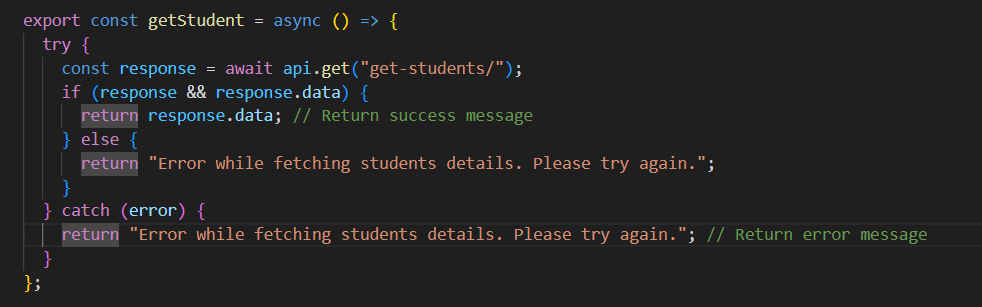 export const getStudent = async () => {
  try {
    const response = await api.get("get-students/");
    if (response && response.data) {
      return response.data; // Return success message
    } else {
      return "Error while fetching students details. Please try again.";
    }
  } catch (error) {
    return "Error while fetching students details. Please try again."; // Return error message
  }
};